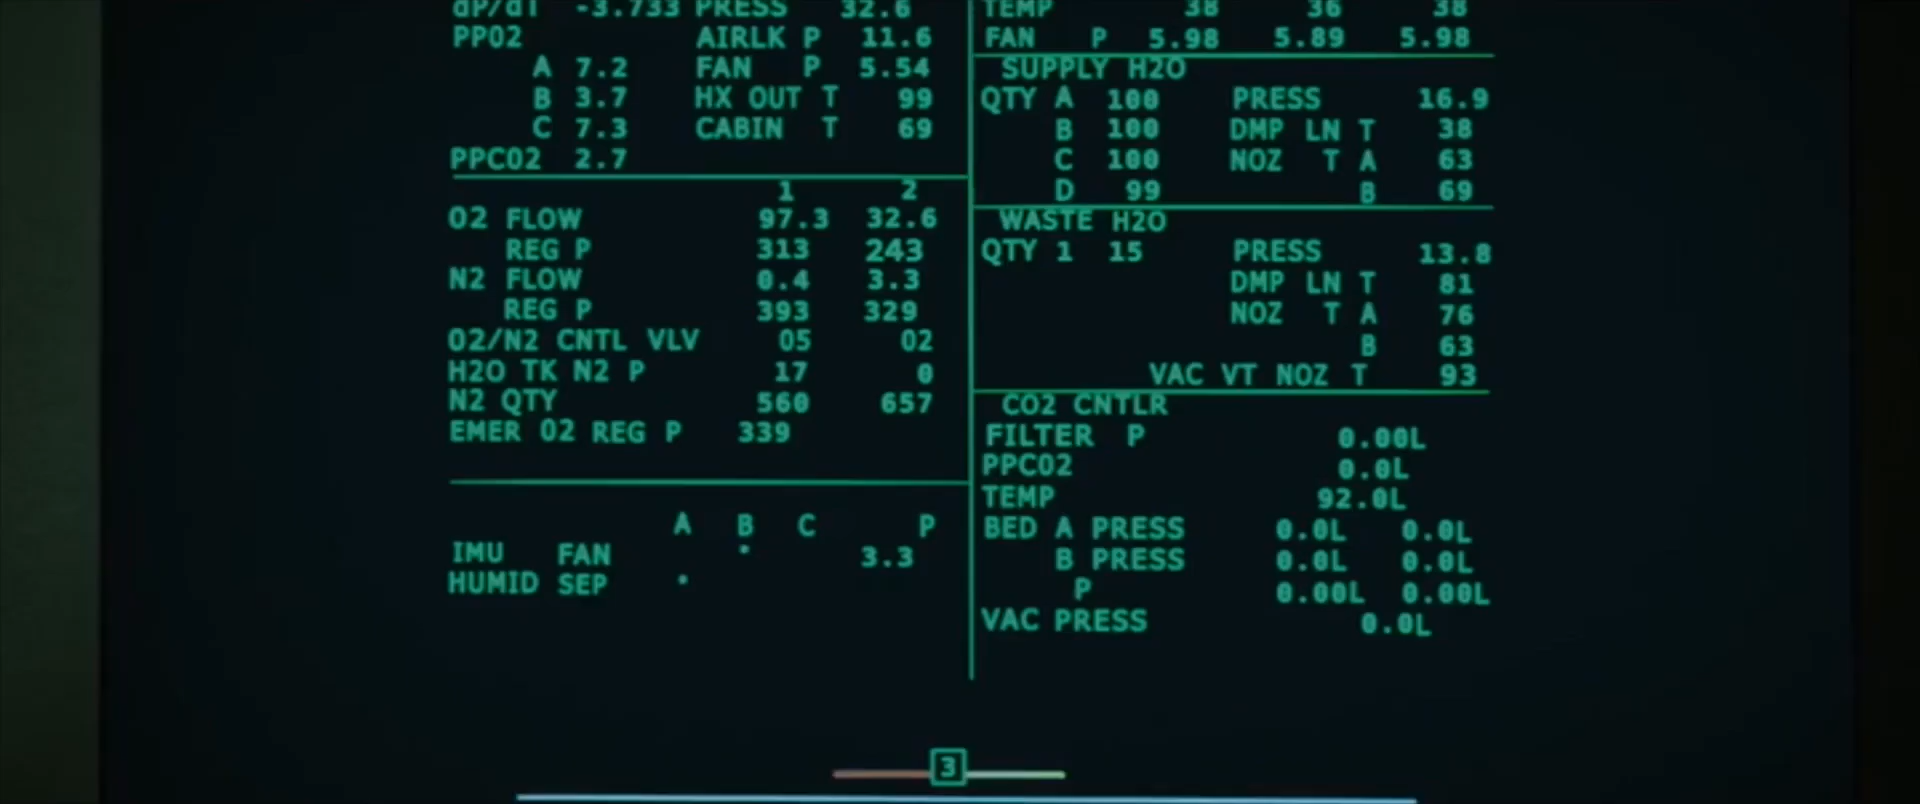 dP/dT -3.733 PRESS 32.6
PPO2 AIRLK P 11.6
A 7.2 FAN P 5.54
B 3.7 HX OUT T 99
C 7.3 CABIN T 69
PPCO2 2.7
1 2
O2 FLOW 97.3 32.6
REG P 313 243
N2 FLOW 0.4 3.3
REG P 393 329
O2/N2 CNTL VLV 05 02
H2O TK N2 P 17 0
N2 QTY 560 657
EMER O2 REG P 339
A B C P
IMU FAN • 3.3
HUMID SEP •
TEMP 38 36 38
FAN P 5.98 5.89 5.98
SUPPLY H2O
QTY A 100 PRESS 16.9
B 100 DMP LN T 38
C 100 NOZ T A 63
D 99 B 69
WASTE H2O
QTY 1 15 PRESS 13.8
DMP LN T 81
NOZ T A 76
B 63
VAC VT NOZ T 93
CO2 CNTLR
FILTER P 0.00L
PPCO2 0.0L
TEMP 92.0L
BED A PRESS 0.0L 0.0L
B PRESS 0.0L 0.0L
P 0.00L 0.00L
VAC PRESS 0.0L
3